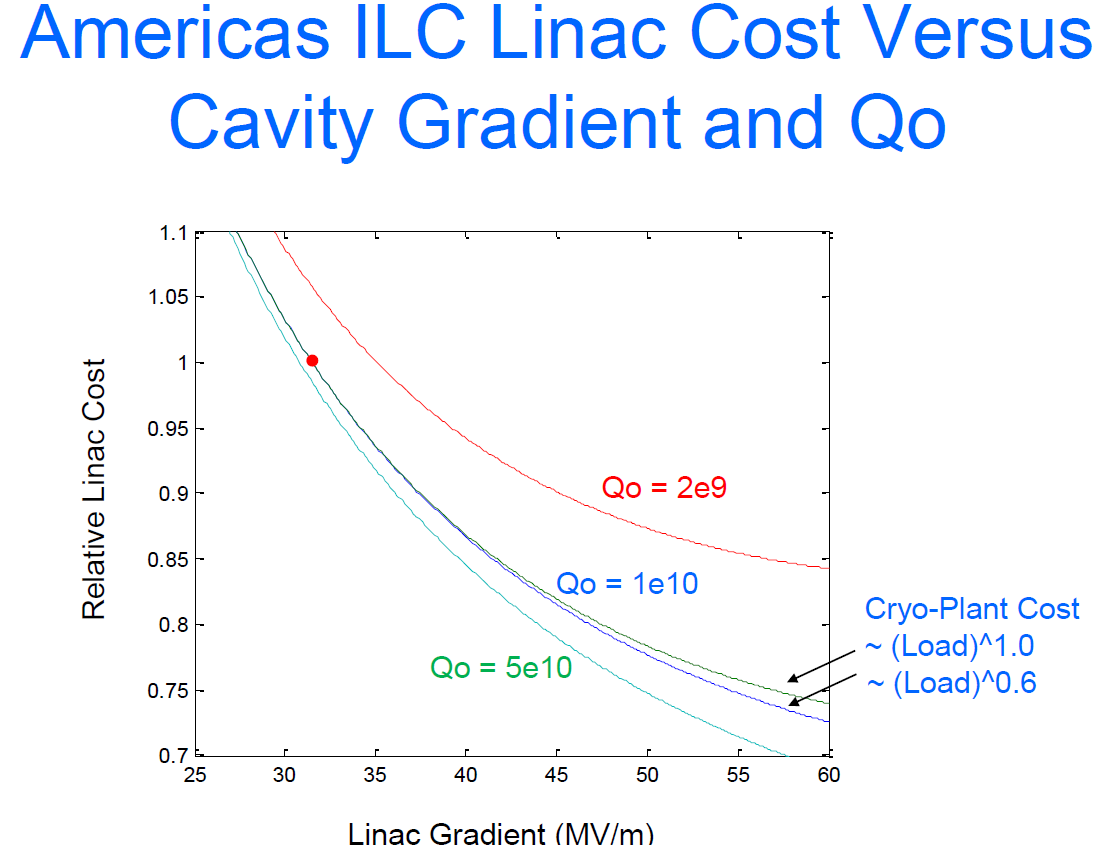 Americas ILC Linac Cost Versus
Cavity Gradient and Qo
1.1
1.05
1
0.95
0.9
0.85
0.8
0.75
0.7
Relative Linac Cost
Qo = 2e9
Qo = 1e10
Qo = 5e10
Cryo-Plant Cost
~ (Load)^1.0
~ (Load)^0.6
25 30 35 40 45 50 55 60
Linac Gradient (MV/m)